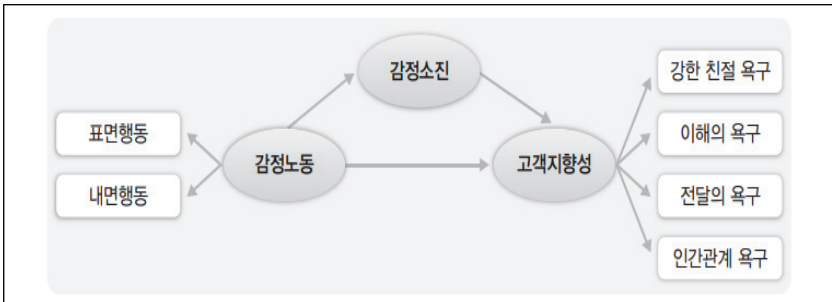 감정소진
강한 친절 욕구
표면행동
이해의 욕구
감정노동
고객지향성
내면행동
전달의 욕구
인간관계 욕구